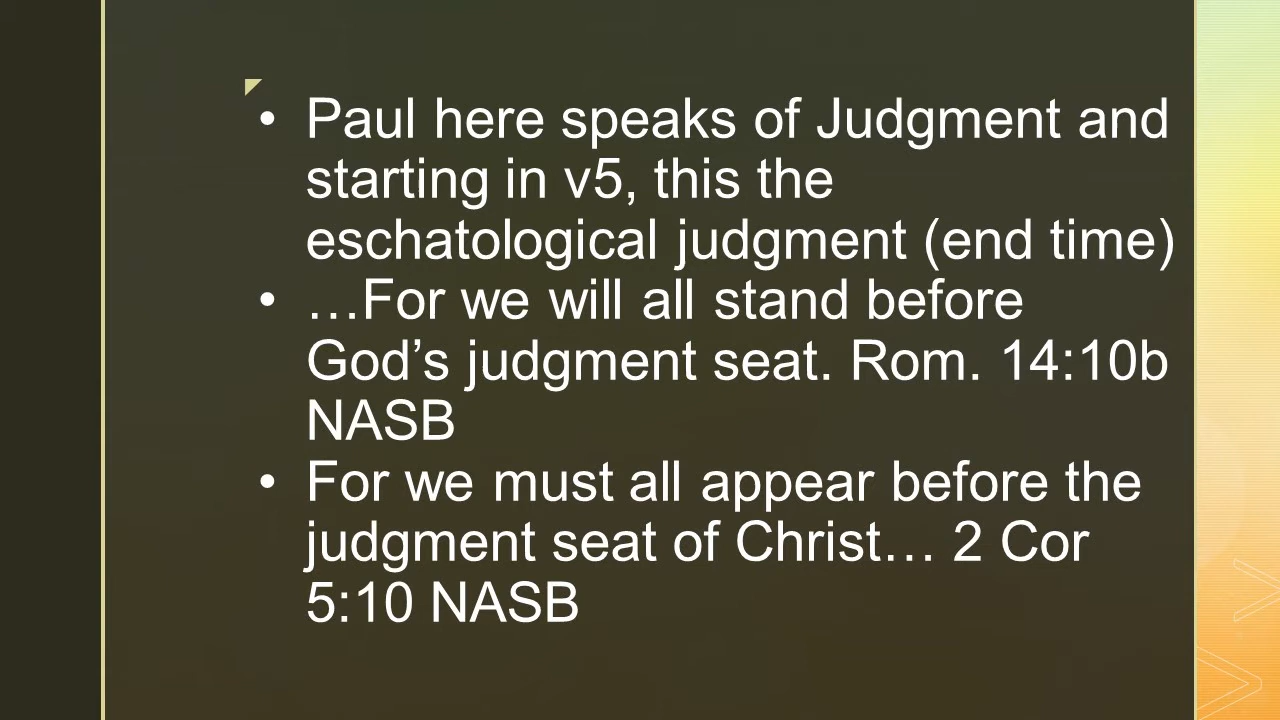 • Paul here speaks of Judgment and
starting in v5, this the
eschatological judgment (end time)
• …For we will all stand before
God’s judgment seat. Rom. 14:10b
NASB
• For we must all appear before the
judgment seat of Christ… 2 Cor
5:10 NASB